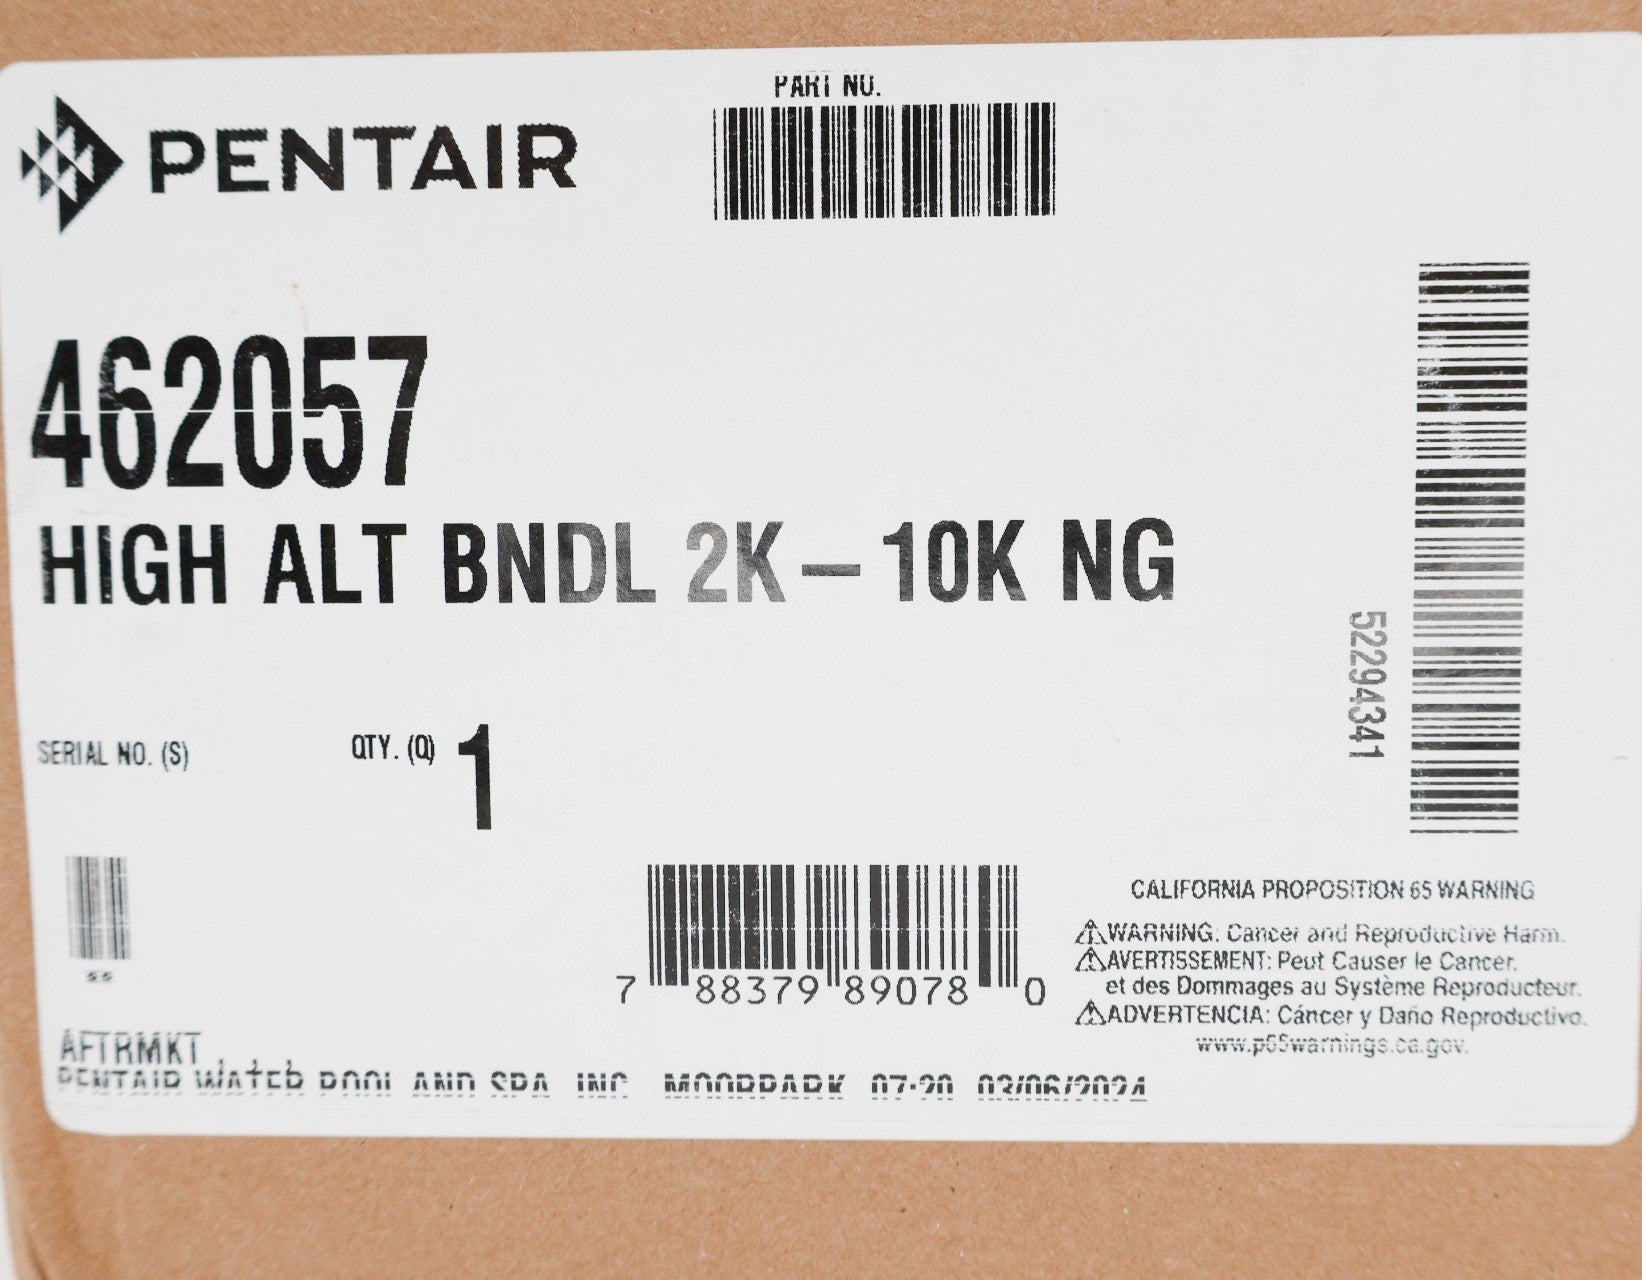 PART NO.
PENTAIR
462057
HIGH ALT BNDL 2K-10K NG
52294341
SERIAL NO. (S)
QTY. (Q) 1
**
7 88379 89078 0
CALIFORNIA PROPOSITION 65 WARNING
⚠WARNING: Cancer and Reproductive Harm.
⚠AVERTISSEMENT: Peut Causer le Cancer.
et des Dommages au Système Reproducteur.
⚠ADVERTENCIA: Cáncer y Daño Reproductivo.
www.p65warnings.ca.gov.
AFTRMKT
PENTAIR WATER POOL AND SPA, INC. MOORPARK 07:20 03/06/2024